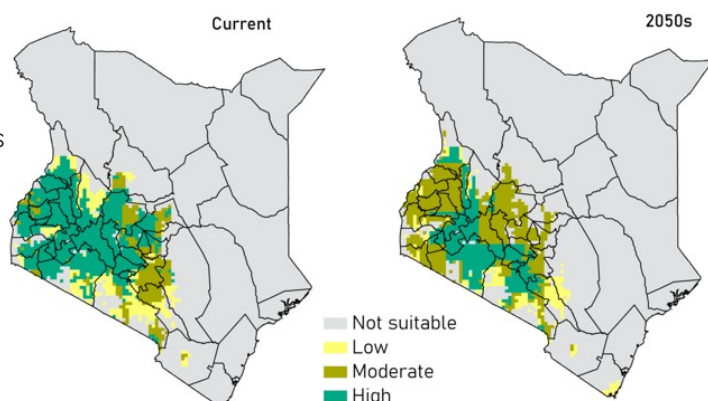 Current
2050s
s
Not suitable
Low
Moderate
High